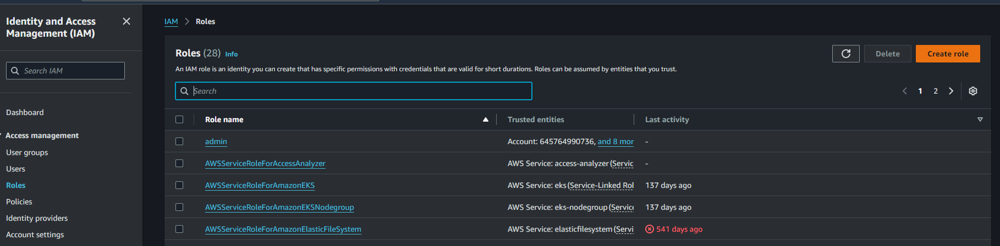 Identity and Access
Management (IAM)
Search IAM
Dashboard
Access management
User groups
Users
Roles
Policies
Identity providers
Account settings
IAM > Roles
Roles (28) Info
Delete
Create role
An IAM role is an identity you can create that has specific permissions with credentials that are valid for short durations. Roles can be assumed by entities that you trust.
Search
1 2
Role name Trusted entities Last activity
admin Account: 645764990736, and 8 mor -
AWSServiceRoleForAccessAnalyzer AWS Service: access-analyzer (Servic -
AWSServiceRoleForAmazonEKS AWS Service: eks (Service-Linked Rol 137 days ago
AWSServiceRoleForAmazonEKSNodegroup AWS Service: eks-nodegroup (Service 137 days ago
AWSServiceRoleForAmazonElasticFileSystem AWS Service: elasticfilesystem (Servi 541 days ago